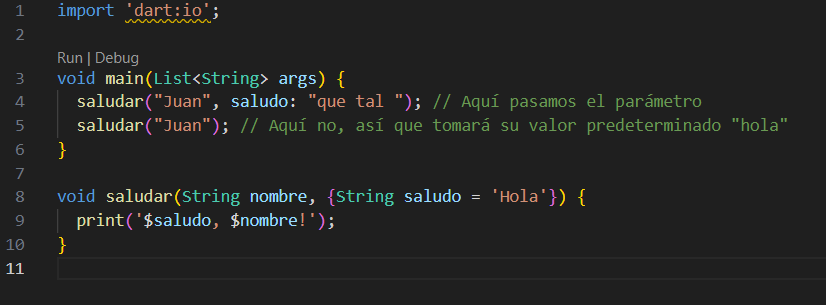 1 import 'dart:io';
2
Run | Debug
3 void main(List<String> args) {
4   saludar("Juan", saludo: "que tal "); // Aquí pasamos el parámetro
5   saludar("Juan"); // Aquí no, así que tomará su valor predeterminado "hola"
6 }
7
8 void saludar(String nombre, {String saludo = 'Hola'}) {
9   print('$saludo, $nombre!');
10 }
11